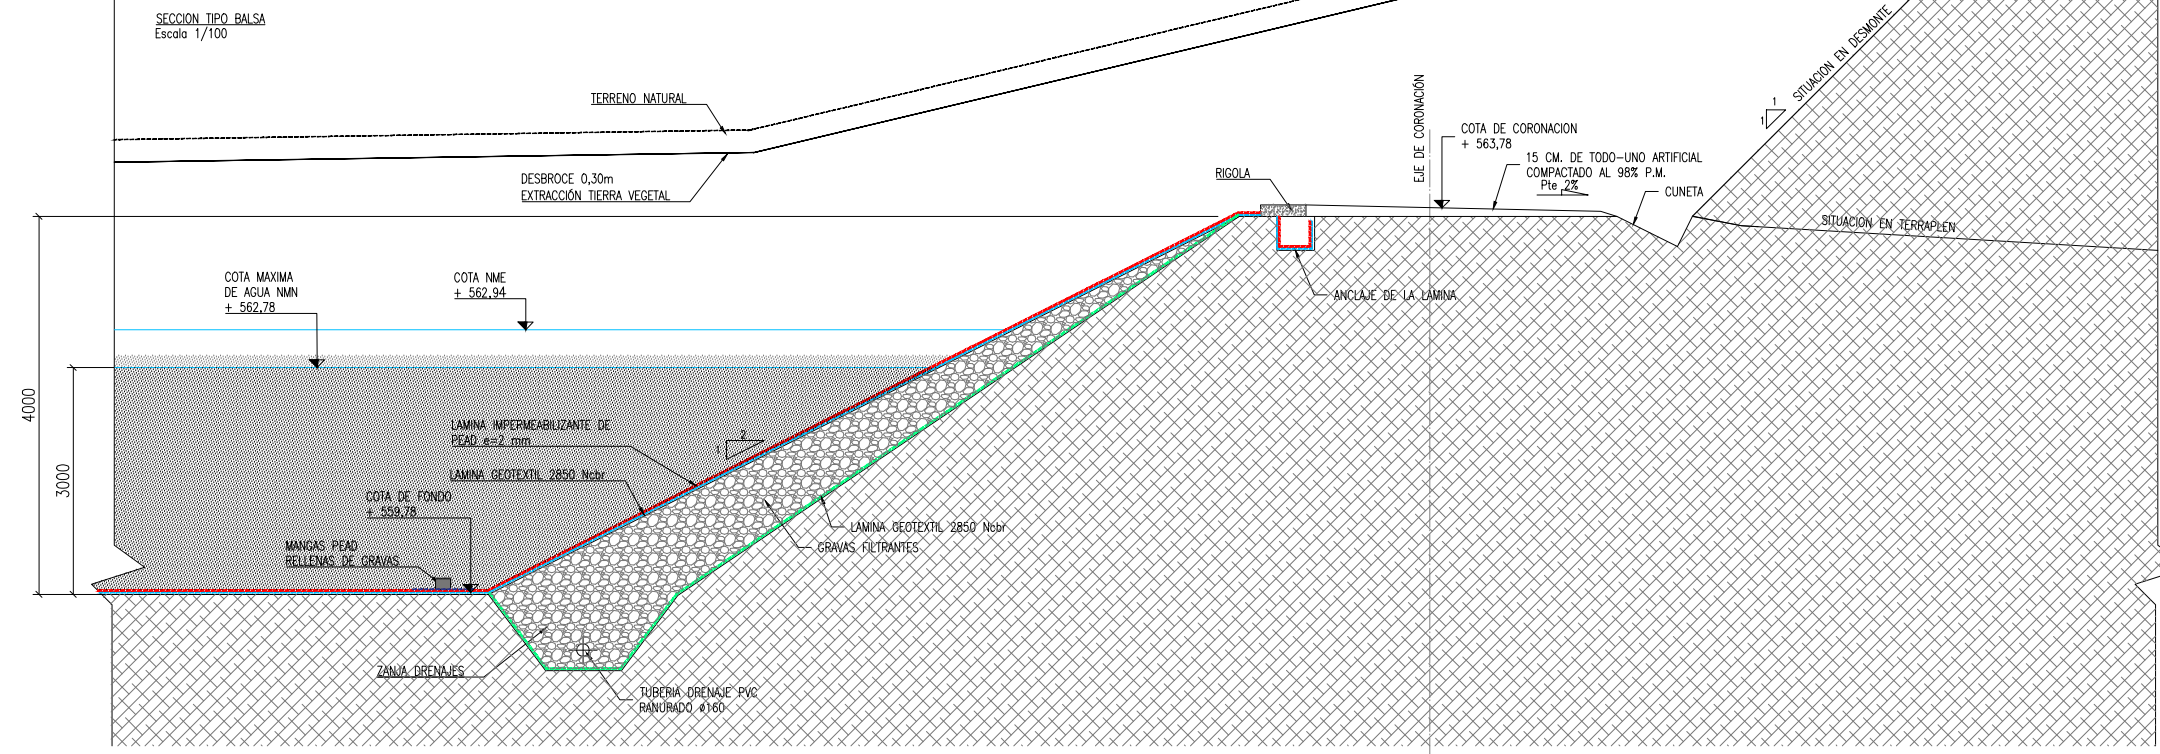 SECCION TIPO BALSA
Escala 1/100
SITUACION EN DESMONTE
1
1
TERRENO NATURAL
EJE DE CORONACIÓN
COTA DE CORONACION
+ 563,78
15 CM. DE TODO-UNO ARTIFICIAL
COMPACTADO AL 98% P.M.
Pte 2%
CUNETA
RIGOLA
DESBROCE 0,30m
EXTRACCIÓN TIERRA VEGETAL
SITUACION EN TERRAPLEN
COTA MAXIMA
DE AGUA NMN
+ 562,78
COTA NME
+ 562,94
ANCLAJE DE LA LAMINA
4000
3000
LAMINA IMPERMEABILIZANTE DE
PEAD e=2 mm
2
1
LAMINA GEOTEXTIL 2850 Ncbr
COTA DE FONDO
+ 559,78
LAMINA GEOTEXTIL 2850 Ncbr
GRAVAS FILTRANTES
MANGAS PEAD
RELLENAS DE GRAVAS
ZANJA DRENAJES
TUBERIA DRENAJE PVC
RANURADO ø160